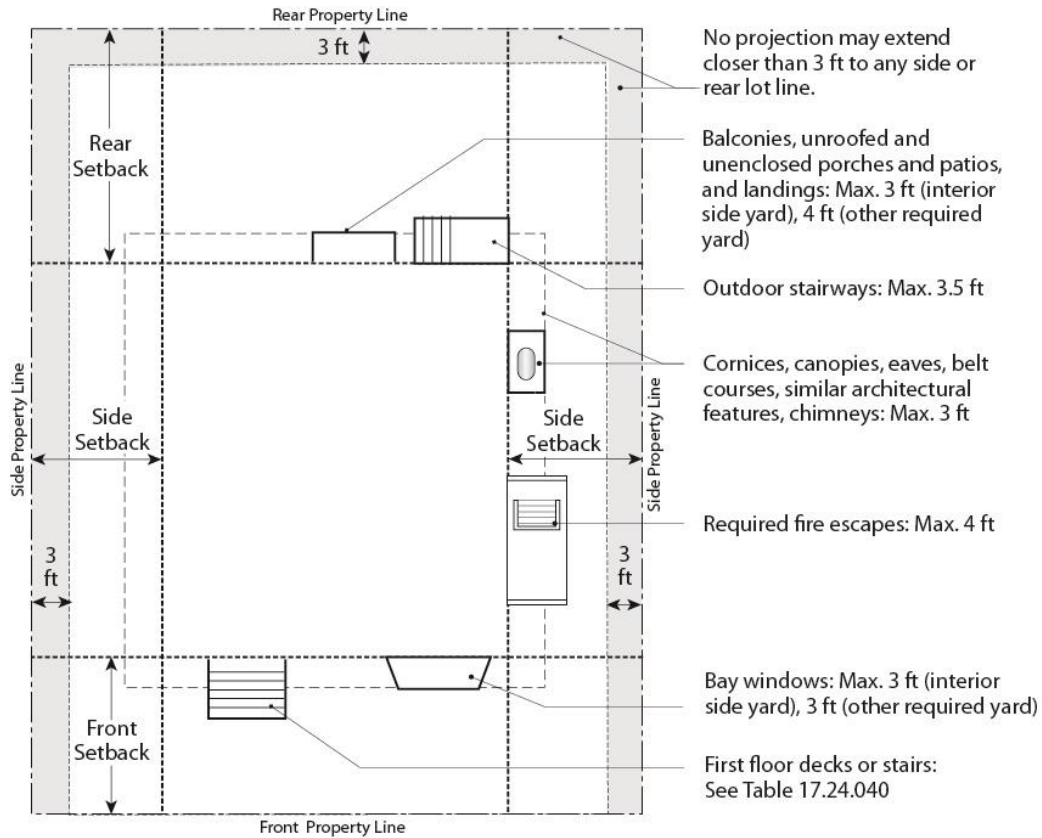 Rear Property Line
3 ft
No projection may extend
closer than 3 ft to any side or
rear lot line.
Rear
Setback
Balconies, unroofed and
unenclosed porches and patios,
and landings: Max. 3 ft (interior
side yard), 4 ft (other required
yard)
Outdoor stairways: Max. 3.5 ft
Cornices, canopies, eaves, belt
courses, similar architectural
features, chimneys: Max. 3 ft
Side Property Line
Side
Setback
Side
Setback
Side Property Line
Required fire escapes: Max. 4 ft
3
ft
3
ft
Bay windows: Max. 3 ft (interior
side yard), 3 ft (other required yard)
Front
Setback
First floor decks or stairs:
See Table 17.24.040
Front Property Line